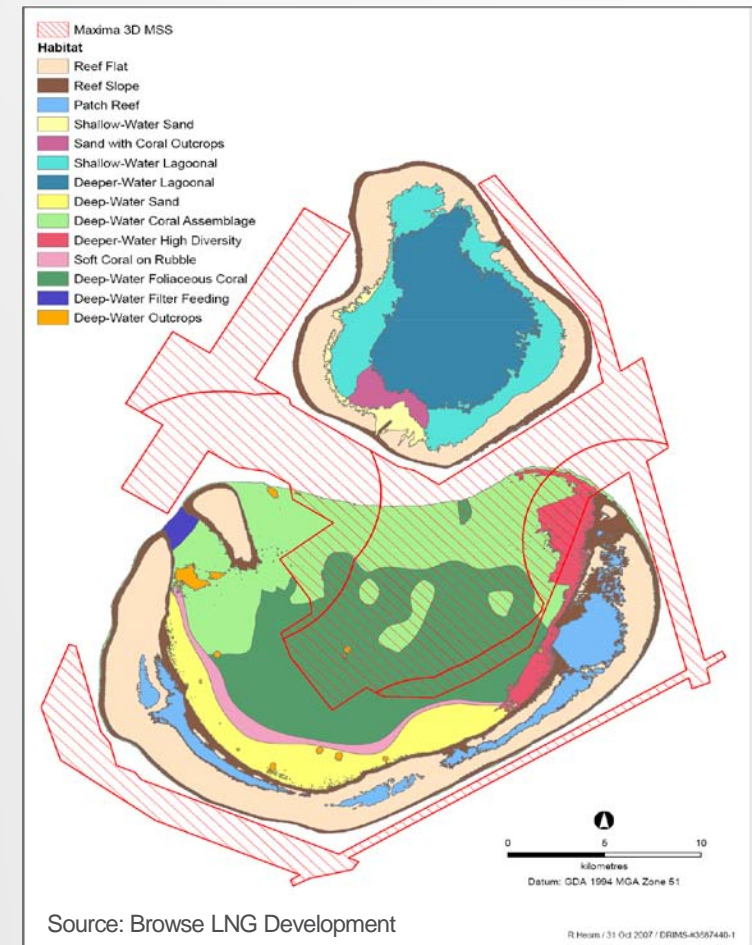 Maxima 3D MSS
Habitat
Reef Flat
Reef Slope
Patch Reef
Shallow-Water Sand
Sand with Coral Outcrops
Shallow-Water Lagoonal
Deeper-Water Lagoonal
Deep-Water Sand
Deep-Water Coral Assemblage
Deeper-Water High Diversity
Soft Coral on Rubble
Deep-Water Foliaceous Coral
Deep-Water Filter Feeding
Deep-Water Outcrops
0 5 10
kilometres
Datum: GDA 1994 MGA Zone 51
Source: Browse LNG Development
31 Oct 2007